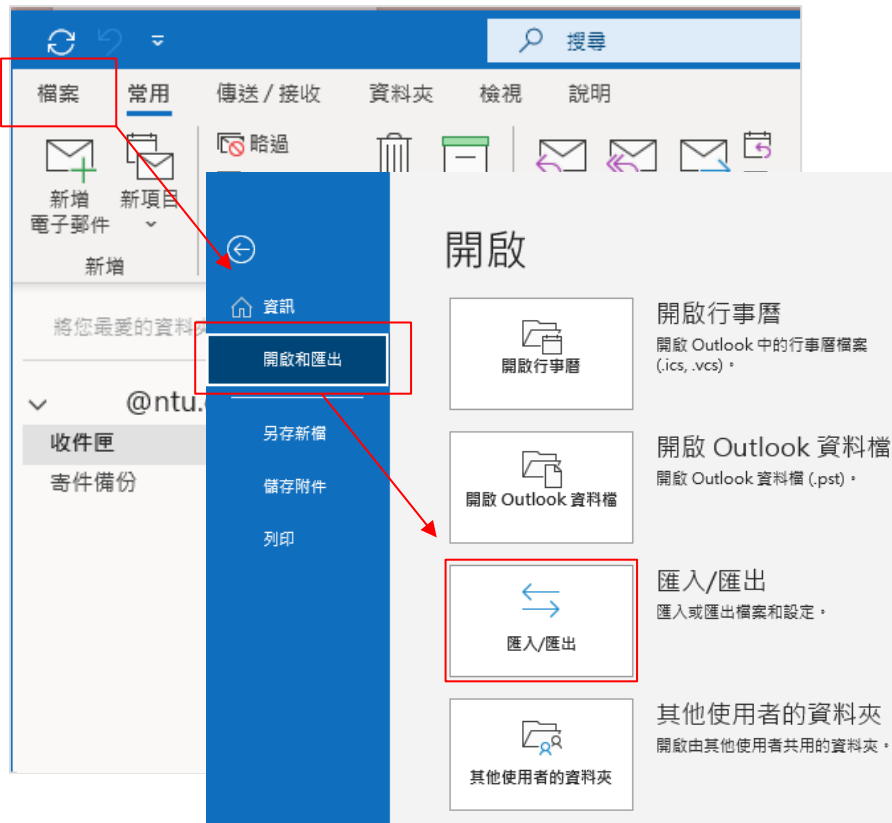 搜尋
檔案 常用 傳送 / 接收 資料夾 檢視 說明
略過
新增
電子郵件
新項目
新增
將您最愛的資料
@ntu.
收件匣
寄件備份
資訊
開啟和匯出
另存新檔
儲存附件
列印
開啟
開啟行事曆
開啟行事曆
開啟 Outlook 中的行事曆檔案
(.ics, .vcs)。
開啟 Outlook 資料檔
開啟 Outlook 資料檔
開啟 Outlook 資料檔 (.pst)。
匯入/匯出
匯入/匯出
匯入或匯出檔案和設定。
其他使用者的資料夾
其他使用者的資料夾
開啟由其他使用者共用的資料夾。